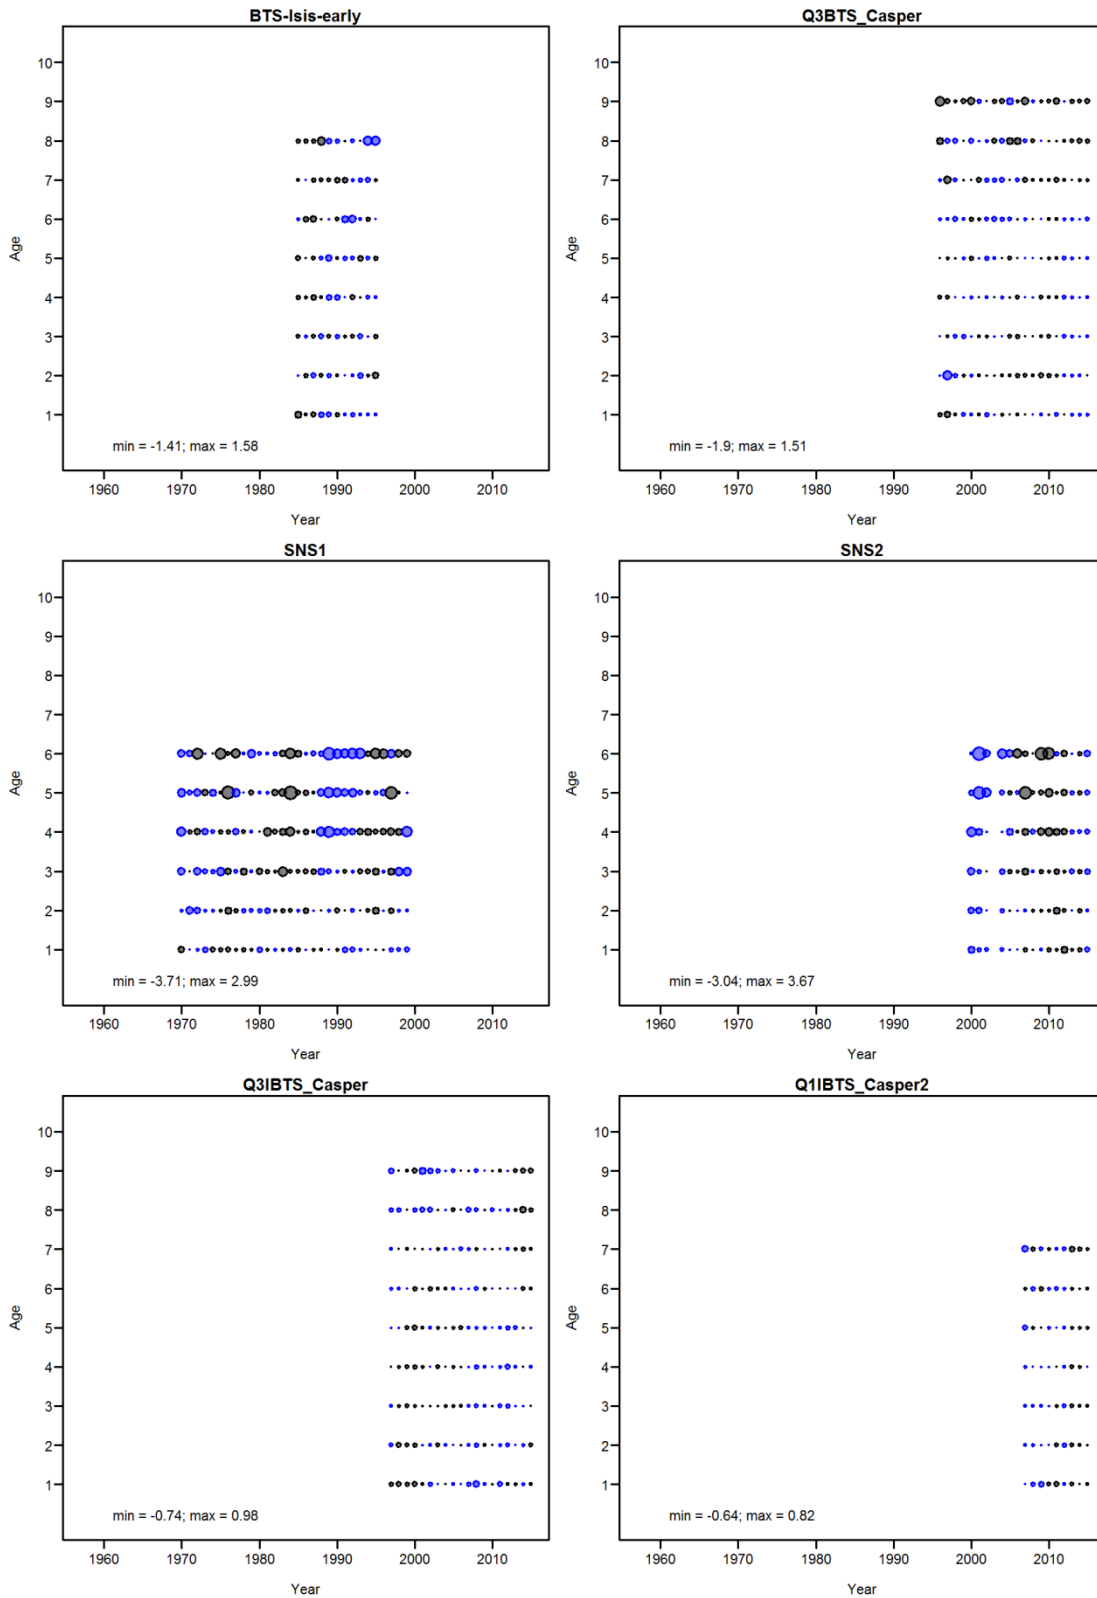 BTS-Isis-early
10
9
8
7
6
5
4
3
2
1
Age
min = -1.41; max = 1.58
1960 1970 1980 1990 2000 2010
Year
Q3BTS_Casper
10
9
8
7
6
5
4
3
2
1
Age
min = -1.9; max = 1.51
1960 1970 1980 1990 2000 2010
Year
SNS1
10
9
8
7
6
5
4
3
2
1
Age
min = -3.71; max = 2.99
1960 1970 1980 1990 2000 2010
Year
SNS2
10
9
8
7
6
5
4
3
2
1
Age
min = -3.04; max = 3.67
1960 1970 1980 1990 2000 2010
Year
Q3IBTS_Casper
10
9
8
7
6
5
4
3
2
1
Age
min = -0.74; max = 0.98
1960 1970 1980 1990 2000 2010
Year
Q1IBTS_Casper2
10
9
8
7
6
5
4
3
2
1
Age
min = -0.64; max = 0.82
1960 1970 1980 1990 2000 2010
Year